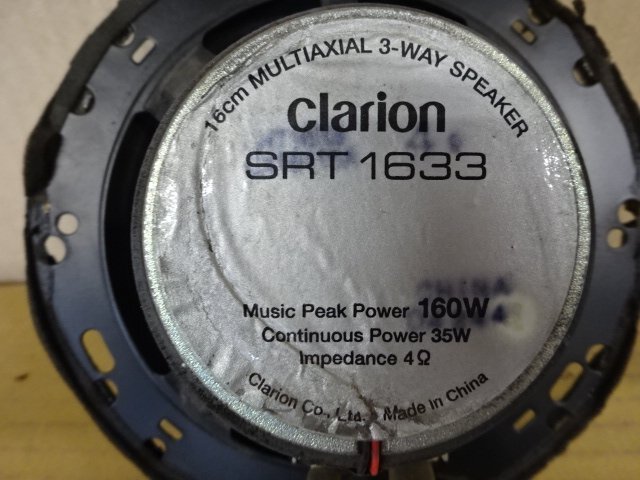 16cm MULTIAXIAL 3-WAY SPEAKER
clarion
SRT 1633
CHINA
Music Peak Power 160W
Continuous Power 35W
Impedance 4Ω
Clarion Co., Ltd. Made in China